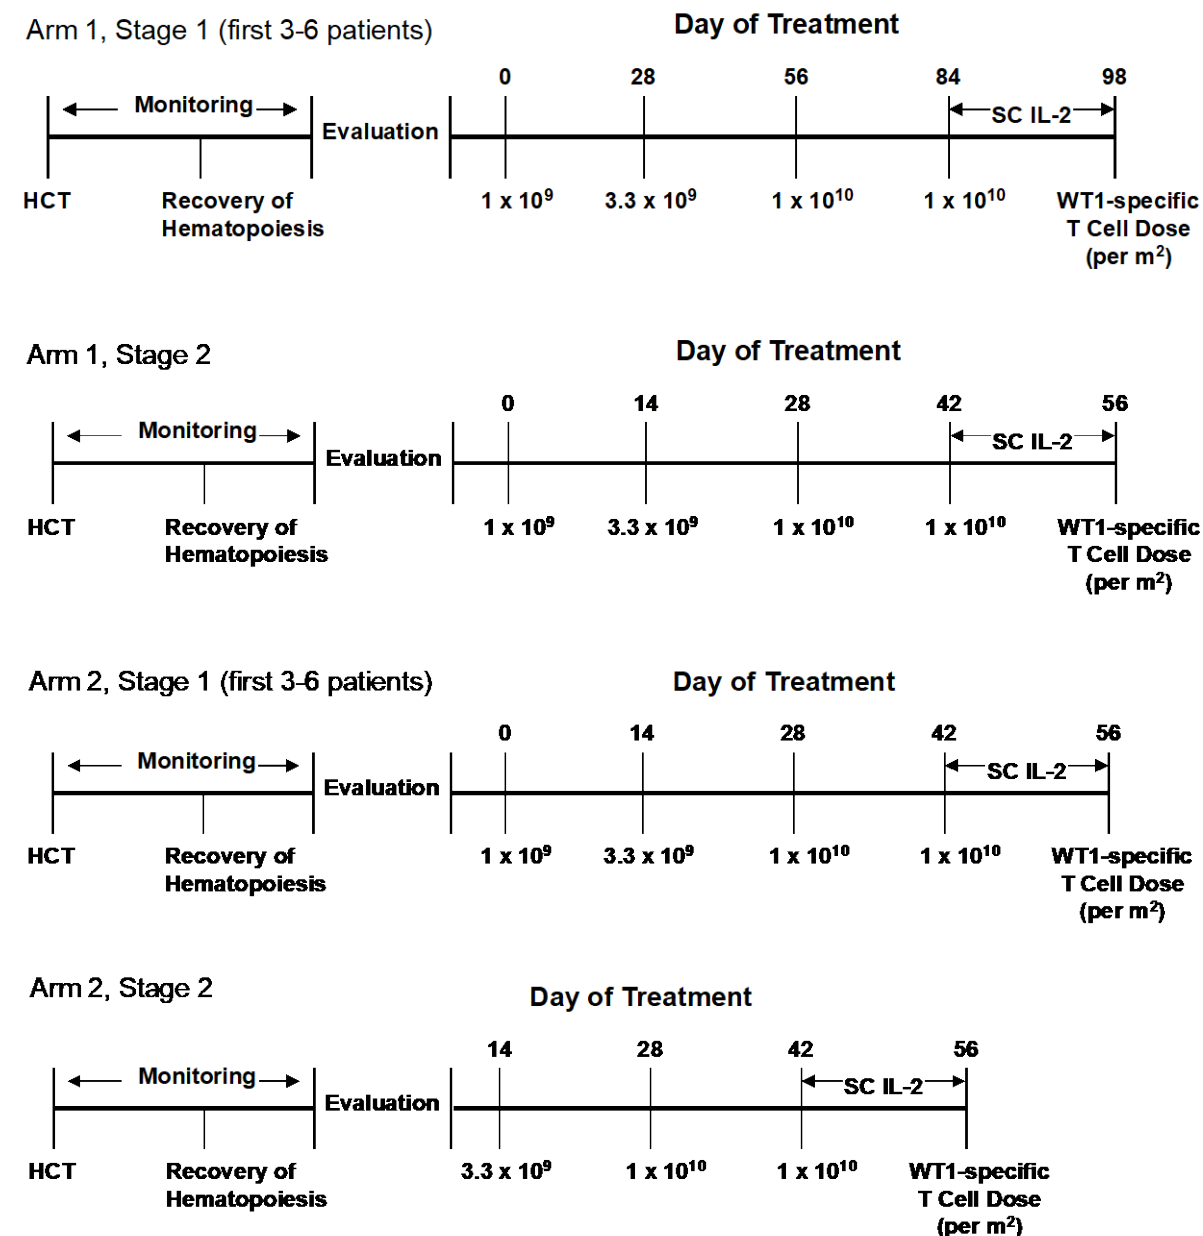 Arm 1, Stage 1 (first 3-6 patients)
Day of Treatment
0 28 56 84 98
Monitoring
SC IL-2
Evaluation
HCT Recovery of 1 x 10⁹ 3.3 x 10⁹ 1 x 10¹⁰ 1 x 10¹⁰ WT1-specific
Hematopoiesis T Cell Dose
(per m²)
Arm 1, Stage 2
Day of Treatment
0 14 28 42 56
Monitoring
SC IL-2
Evaluation
HCT Recovery of 1 x 10⁹ 3.3 x 10⁹ 1 x 10¹⁰ 1 x 10¹⁰ WT1-specific
Hematopoiesis T Cell Dose
(per m²)
Arm 2, Stage 1 (first 3-6 patients)
Day of Treatment
0 14 28 42 56
Monitoring
SC IL-2
Evaluation
HCT Recovery of 1 x 10⁹ 3.3 x 10⁹ 1 x 10¹⁰ 1 x 10¹⁰ WT1-specific
Hematopoiesis T Cell Dose
(per m²)
Arm 2, Stage 2
Day of Treatment
14 28 42 56
Monitoring
SC IL-2
Evaluation
HCT Recovery of 3.3 x 10⁹ 1 x 10¹⁰ 1 x 10¹⁰ WT1-specific
Hematopoiesis T Cell Dose
(per m²)